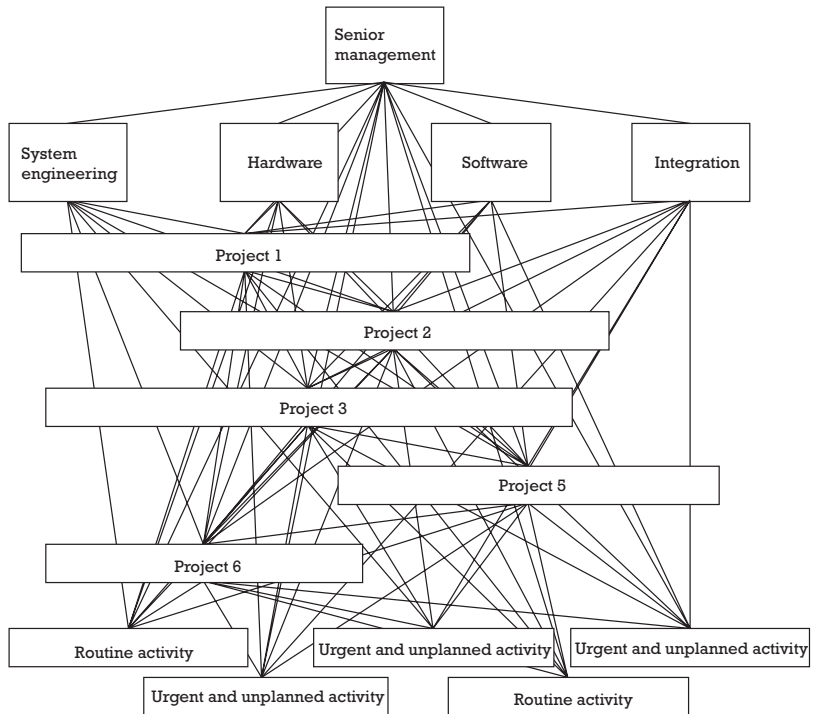 Senior
management
System
engineering
Hardware
Software
Integration
Project 1
Project 2
Project 3
Project 5
Project 6
Routine activity
Urgent and unplanned activity
Urgent and unplanned activity
Urgent and unplanned activity
Routine activity